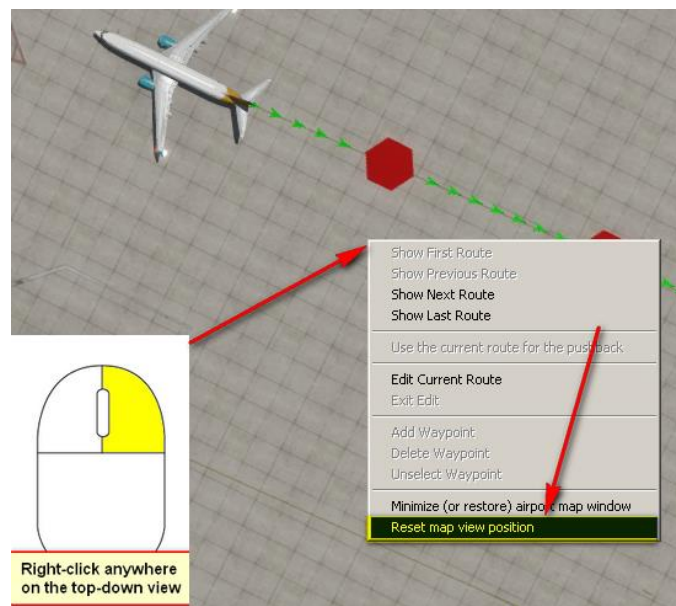 Show First Route
Show Previous Route
Show Next Route
Show Last Route
Use the current route for the pushback
Edit Current Route
Exit Edit
Add Waypoint
Delete Waypoint
Unselect Waypoint
Minimize (or restore) airport map window
Reset map view position
Right-click anywhere
on the top-down view